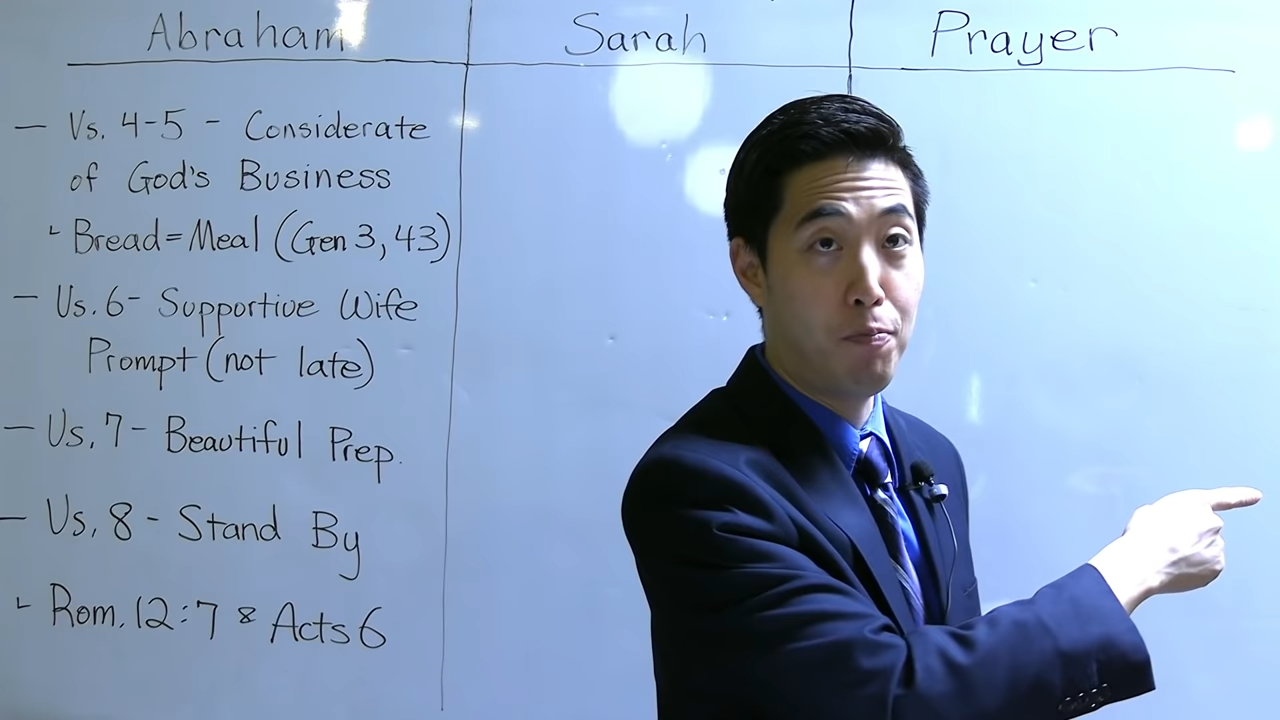 Abraham
Sarah
Prayer
— Vs. 4-5 - Considerate
of God's Business
└ Bread = Meal (Gen 3, 43)
— Vs. 6 - Supportive Wife
Prompt (not late)
— Vs. 7 - Beautiful Prep.
— Vs. 8 - Stand By
└ Rom. 12:7 & Acts 6